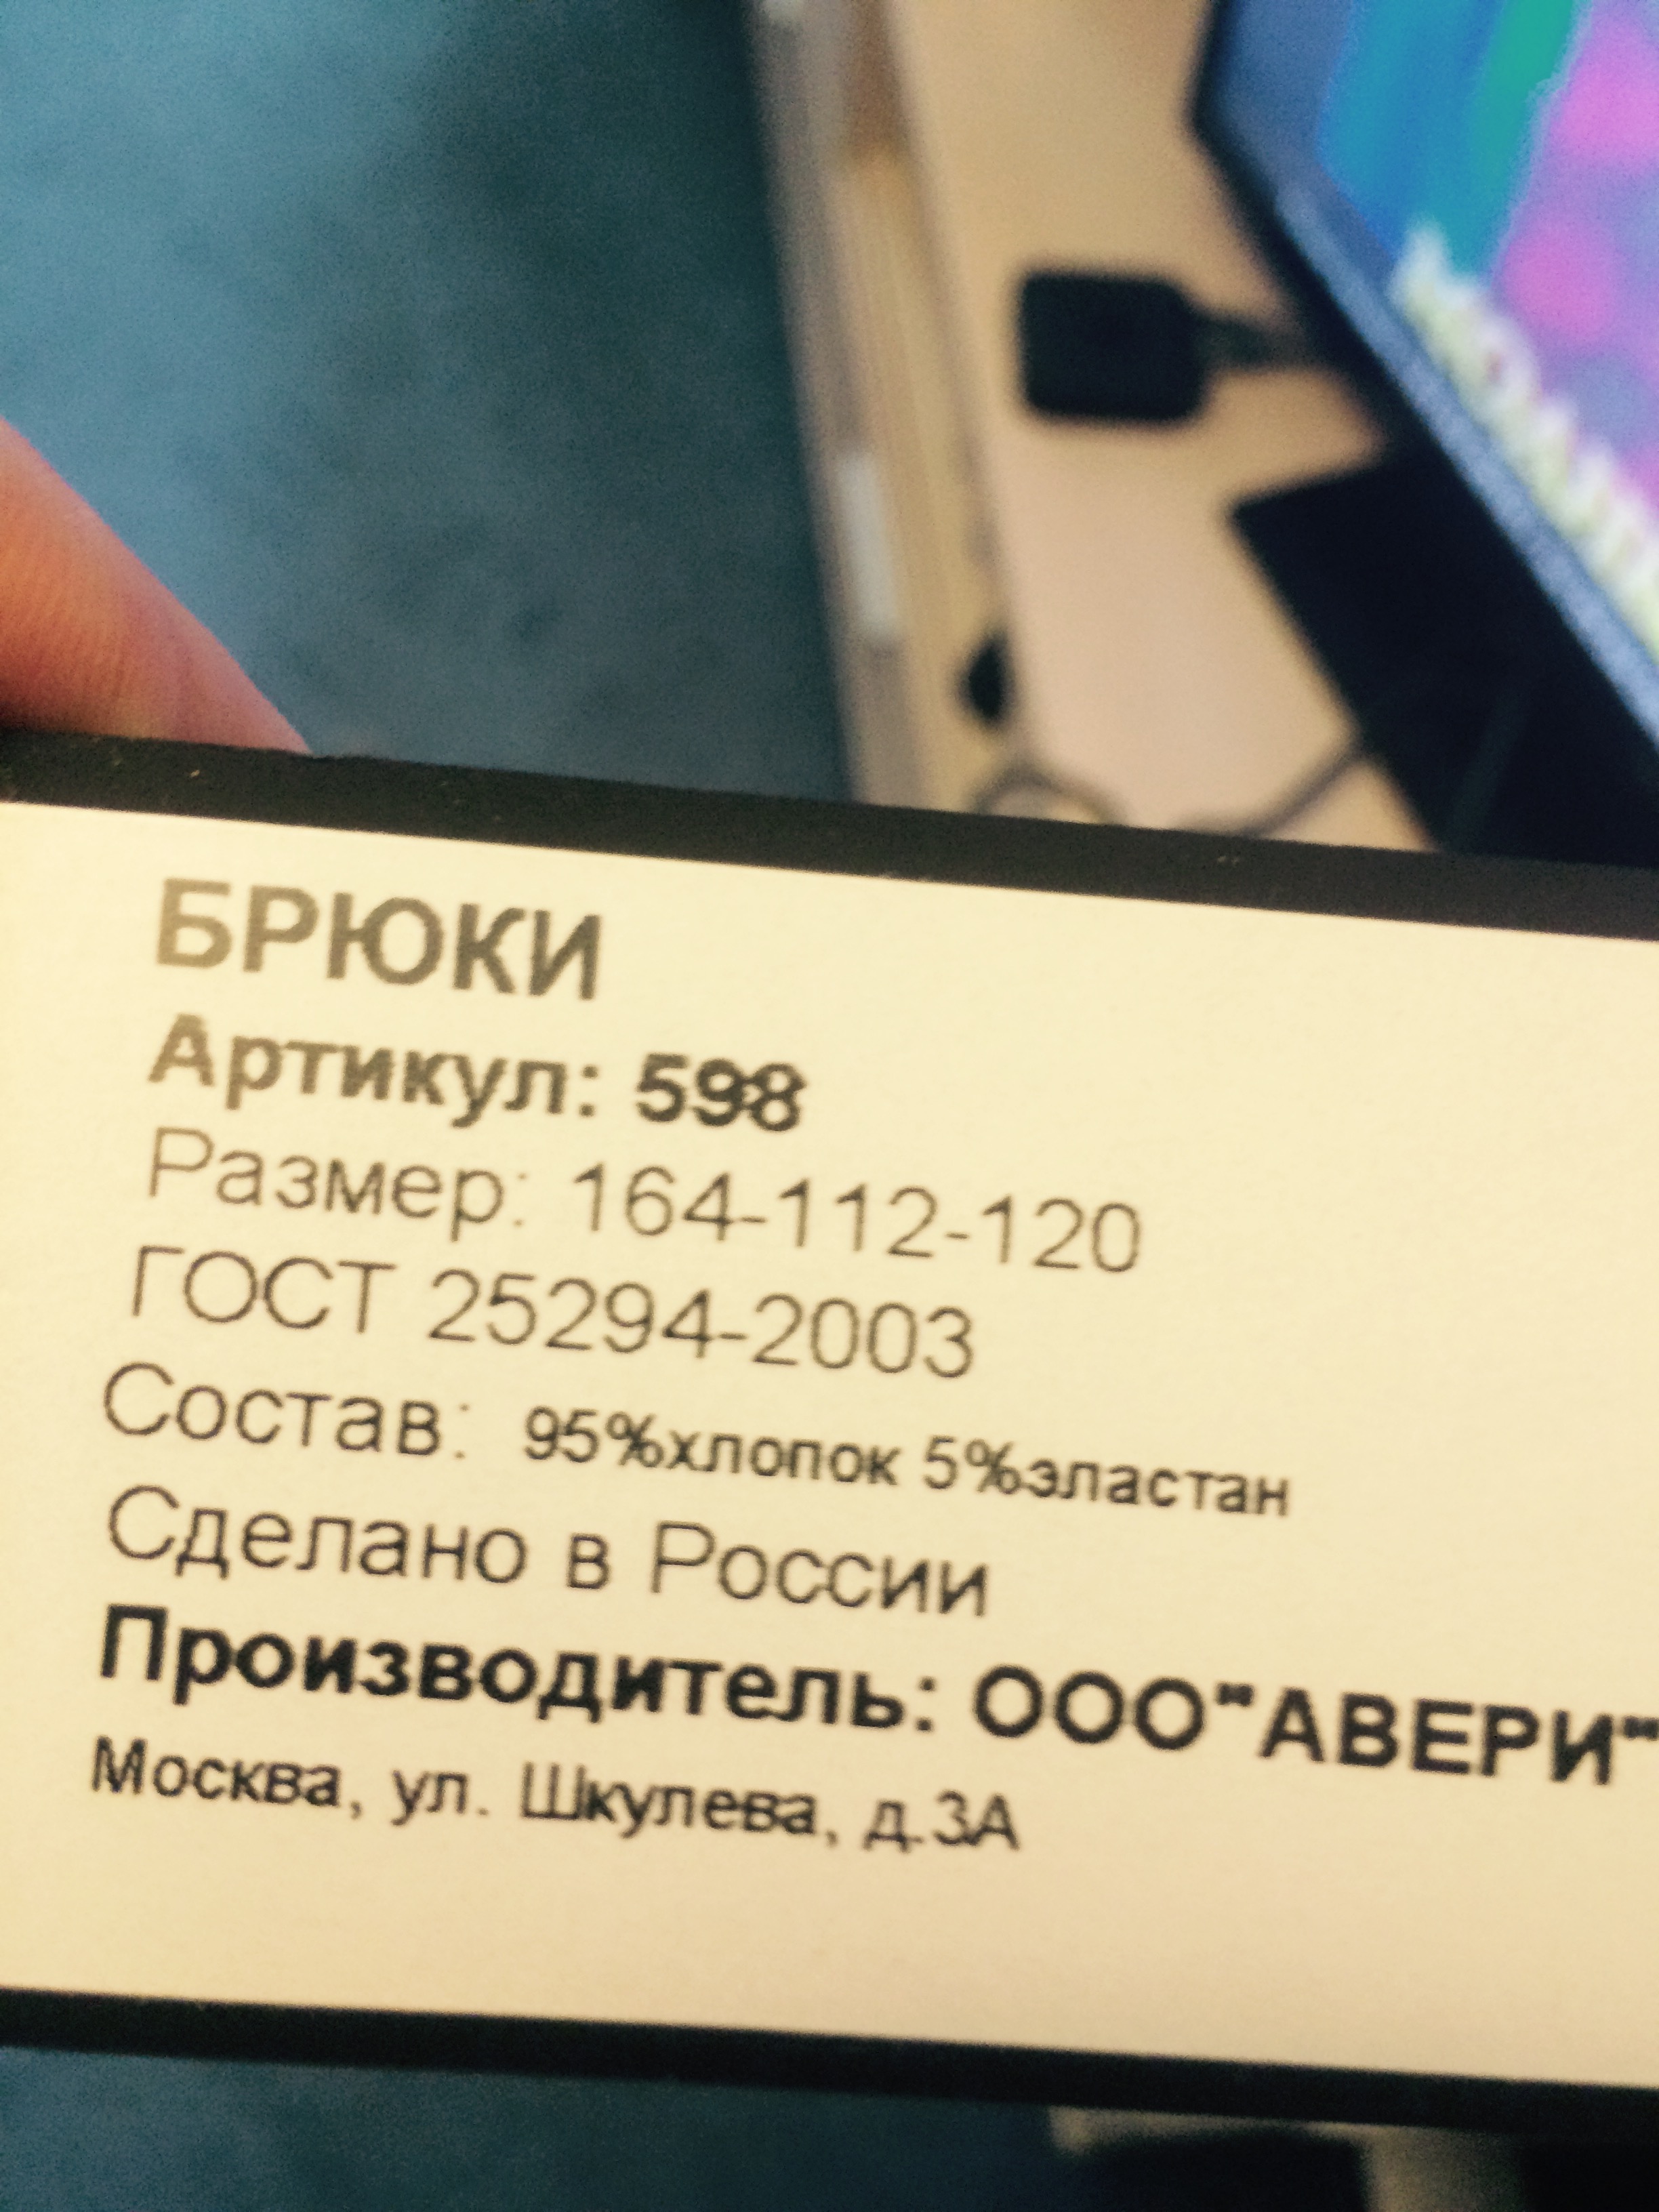 БРЮКИ
Артикул: 598
Размер: 164-112-120
ГОСТ 25294-2003
Состав: 95%хлопок 5%эластан
Сделано в России
Производитель: ООО"АВЕРИ"
Москва, ул. Шкулева, д.3А